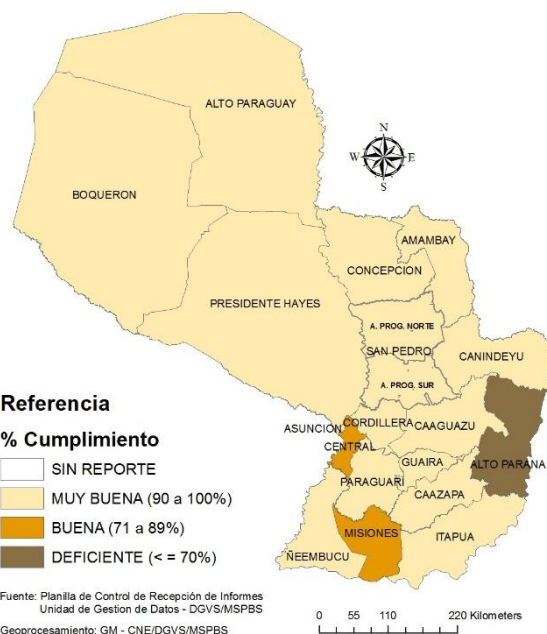 ALTO PARAGUAY
N
W E
S
BOQUERON
AMAMBAY
CONCEPCION
PRESIDENTE HAYES
A. PROG. NORTE
SAN PEDRO
CANINDEYU
A. PROG. SUR
ASUNCION
CORDILLERA
CAAGUAZU
CENTRAL
GUAIRA
ALTO PARANA
PARAGUARI
CAAZAPA
MISIONES
ITAPUA
ÑEEMBUCU
Referencia
% Cumplimiento
SIN REPORTE
MUY BUENA (90 a 100%)
BUENA (71 a 89%)
DEFICIENTE (< = 70%)
Fuente: Planilla de Control de Recepción de Informes
Unidad de Gestion de Datos - DGVS/MSPBS
Geoprocesamiento: GM - CNE/DGVS/MSPBS
0 55 110 220 Kilometers